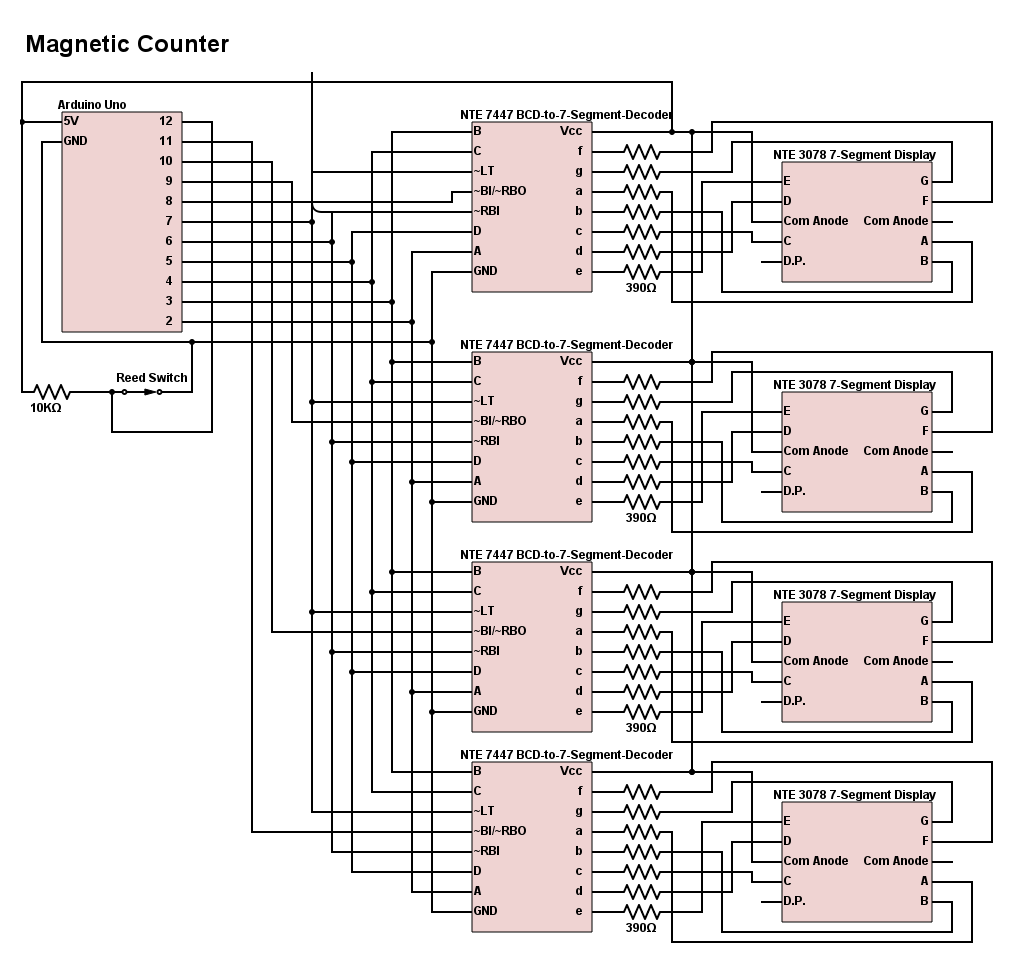 Magnetic Counter
Arduino Uno
5V 12
GND 11
10
9
8
7
6
5
4
3
2
Reed Switch
10KΩ
NTE 7447 BCD-to-7-Segment-Decoder
B Vcc
C f
~LT g
~BI/~RBO a
~RBI b
D c
A d
GND e
390Ω
NTE 3078 7-Segment Display
E G
D F
Com Anode Com Anode
C A
D.P. B
NTE 7447 BCD-to-7-Segment-Decoder
B Vcc
C f
~LT g
~BI/~RBO a
~RBI b
D c
A d
GND e
390Ω
NTE 3078 7-Segment Display
E G
D F
Com Anode Com Anode
C A
D.P. B
NTE 7447 BCD-to-7-Segment-Decoder
B Vcc
C f
~LT g
~BI/~RBO a
~RBI b
D c
A d
GND e
390Ω
NTE 3078 7-Segment Display
E G
D F
Com Anode Com Anode
C A
D.P. B
NTE 7447 BCD-to-7-Segment-Decoder
B Vcc
C f
~LT g
~BI/~RBO a
~RBI b
D c
A d
GND e
390Ω
NTE 3078 7-Segment Display
E G
D F
Com Anode Com Anode
C A
D.P. B